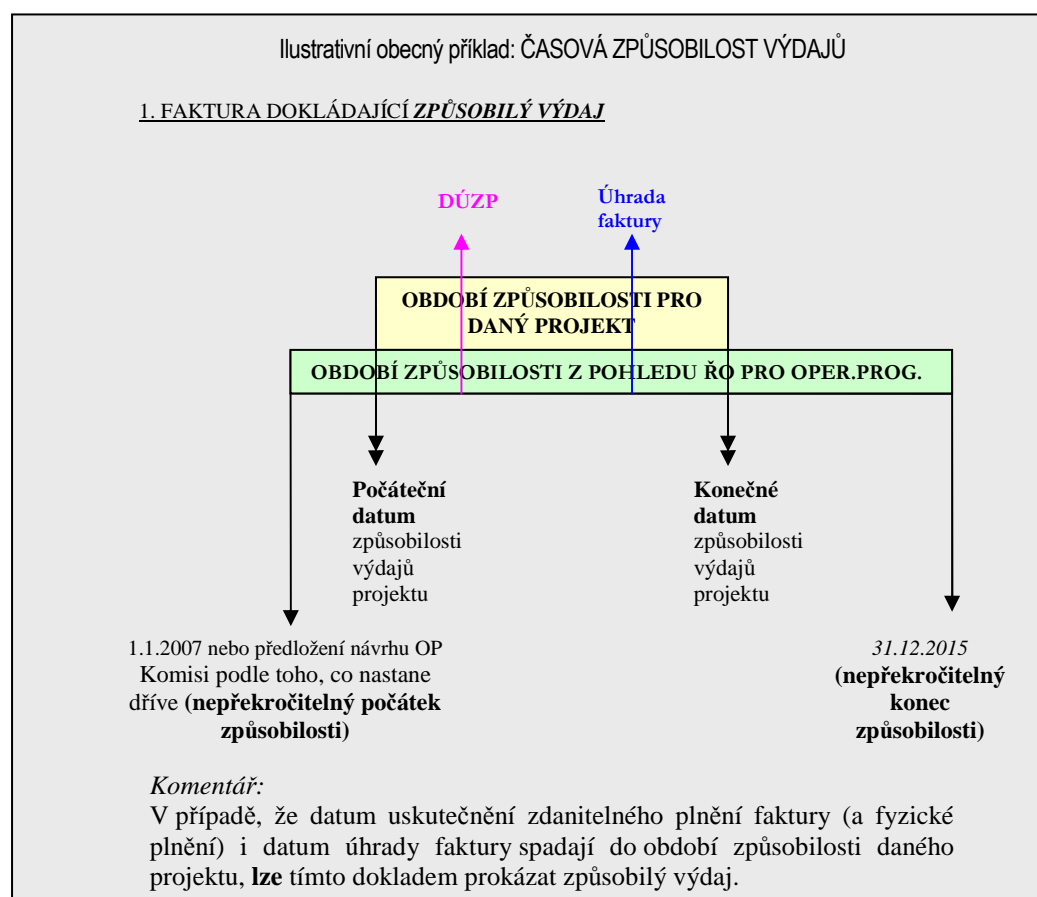 Ilustrativní obecný příklad: ČASOVÁ ZPŮSOBILOST VÝDAJŮ
1. FAKTURA DOKLÁDAJÍCÍ ZPŮSOBILÝ VÝDAJ
DÚZP
Úhrada
faktury
OBDOBÍ ZPŮSOBILOSTI PRO
DANÝ PROJEKT
OBDOBÍ ZPŮSOBILOSTI Z POHLEDU ŘO PRO OPER.PROG.
Počáteční
datum
způsobilosti
výdajů
projektu
Konečné
datum
způsobilosti
výdajů
projektu
1.1.2007 nebo předložení návrhu OP
Komisi podle toho, co nastane
dříve (nepřekročitelný počátek
způsobilosti)
31.12.2015
(nepřekročitelný
konec
způsobilosti)
Komentář:
V případě, že datum uskutečnění zdanitelného plnění faktury (a fyzické
plnění) i datum úhrady faktury spadají do období způsobilosti daného
projektu, lze tímto dokladem prokázat způsobilý výdaj.